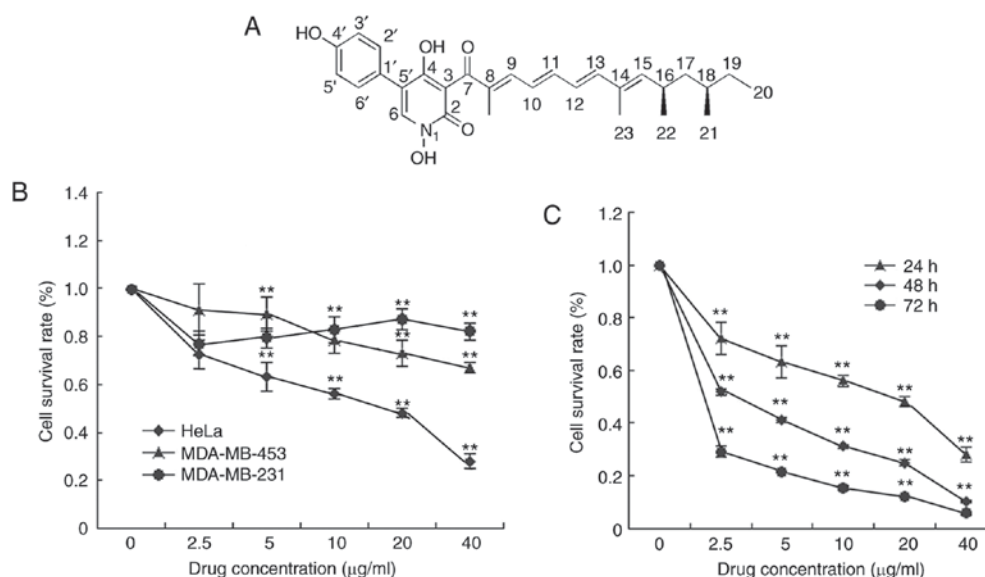 A
HO 4′ 3′ 2′ 1′ 5' 6′
OH O
5′ 4 3 7 8 9 10 11 12 13 14 15 16 17 18 19 20
6 2 N 1 O
23 22 21
OH
B
1.4
1.2
1.0
0.8
0.6
0.4
0.2
0
Cell survival rate (%)
** ** ** **
** ** **
** ** ** **
HeLa
MDA-MB-453
MDA-MB-231
0 2.5 5 10 20 40
Drug concentration (μg/ml)
C
1.2
1.0
0.8
0.6
0.4
0.2
0
Cell survival rate (%)
24 h
48 h
72 h
** ** ** ** **
** ** ** ** **
** ** ** **
0 2.5 5 10 20 40
Drug concentration (μg/ml)